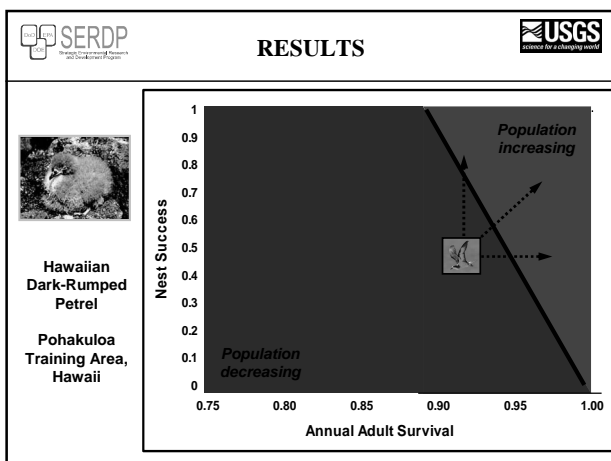 DoD EPA
DOE
SERDP
Strategic Environmental Research
and Development Program
RESULTS
USGS
science for a changing world
Hawaiian
Dark-Rumped
Petrel
Pohakuloa
Training Area,
Hawaii
Nest Success
1
0.9
0.8
0.7
0.6
0.5
0.4
0.3
0.2
0.1
0
Population
increasing
Population
decreasing
0.75 0.80 0.85 0.90 0.95 1.00
Annual Adult Survival